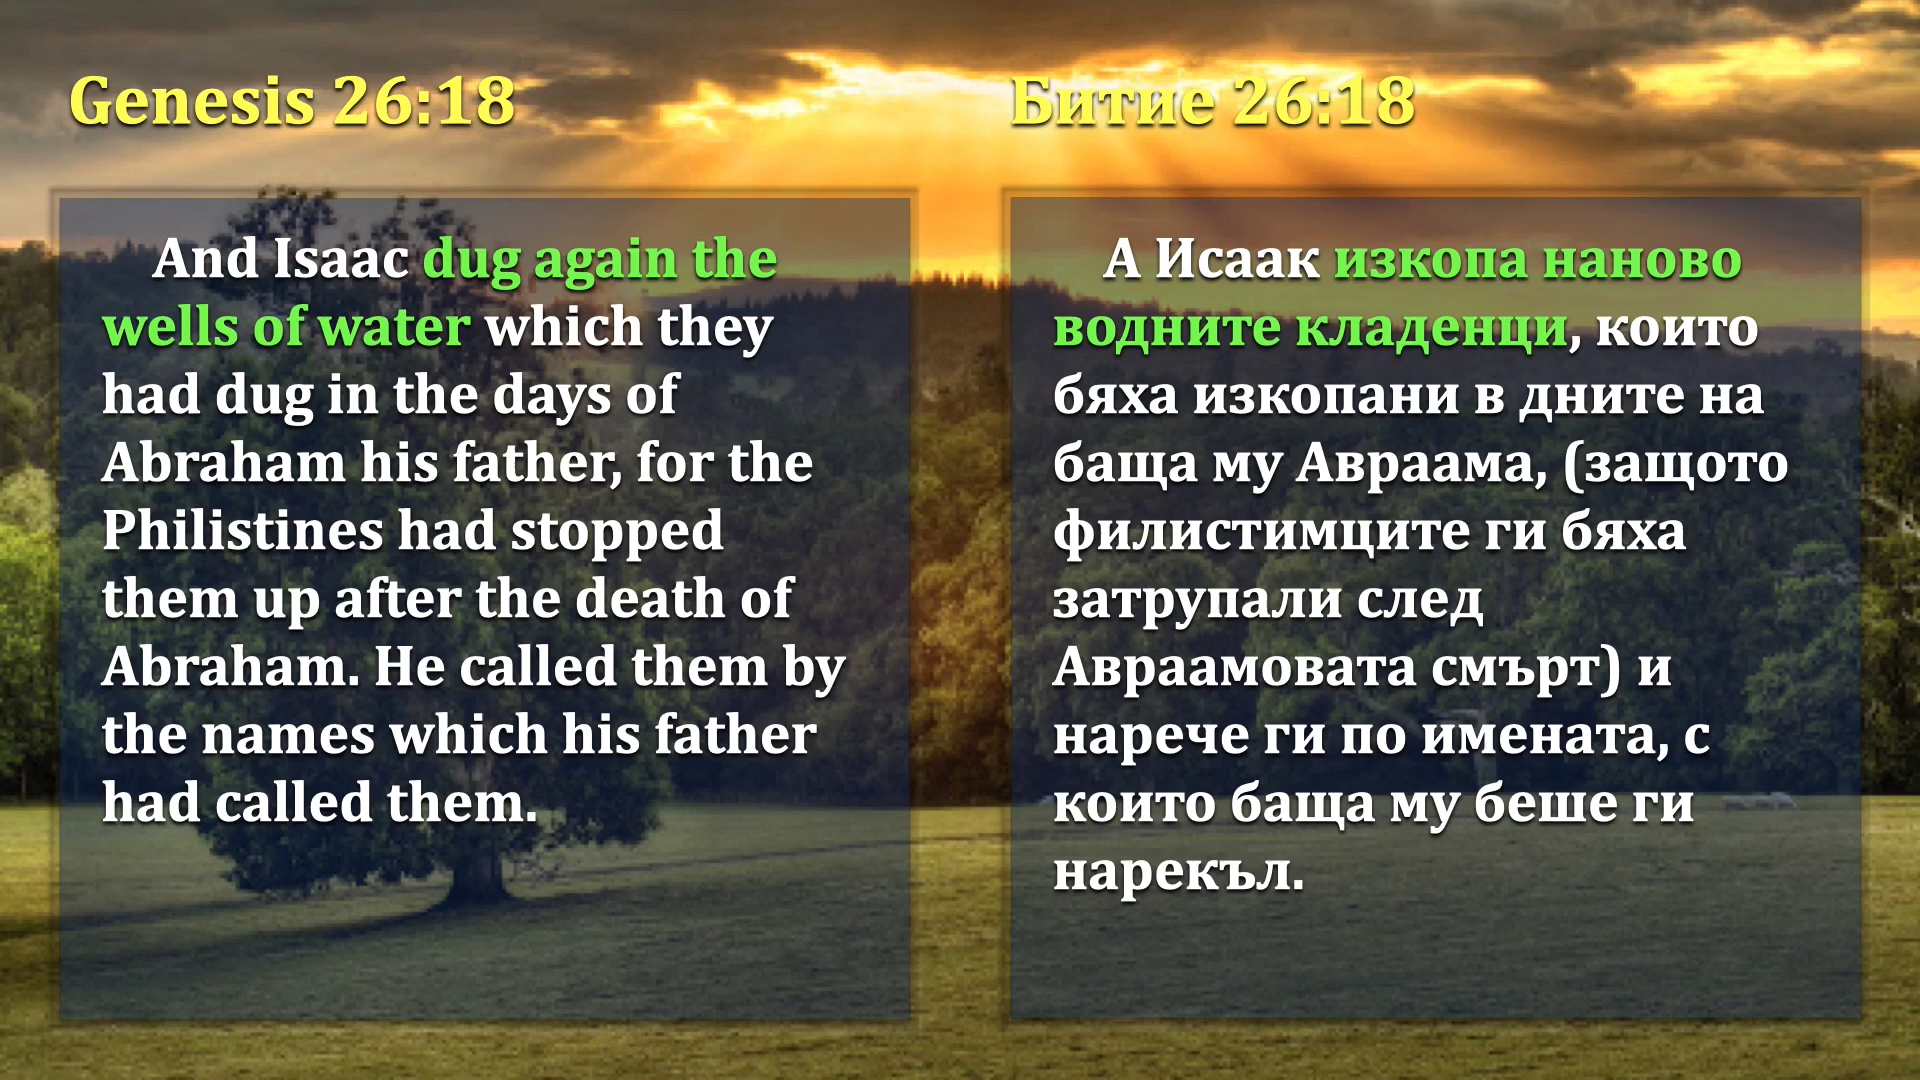 Genesis 26:18
And Isaac dug again the
wells of water which they
had dug in the days of
Abraham his father, for the
Philistines had stopped
them up after the death of
Abraham. He called them by
the names which his father
had called them.
Битие 26:18
А Исаак изкопа наново
водните кладенци, които
бяха изкопани в дните на
баща му Авраама, (защото
филистимците ги бяха
затрупали след
Авраамовата смърт) и
нарече ги по имената, с
които баща му беше ги
нарекъл.